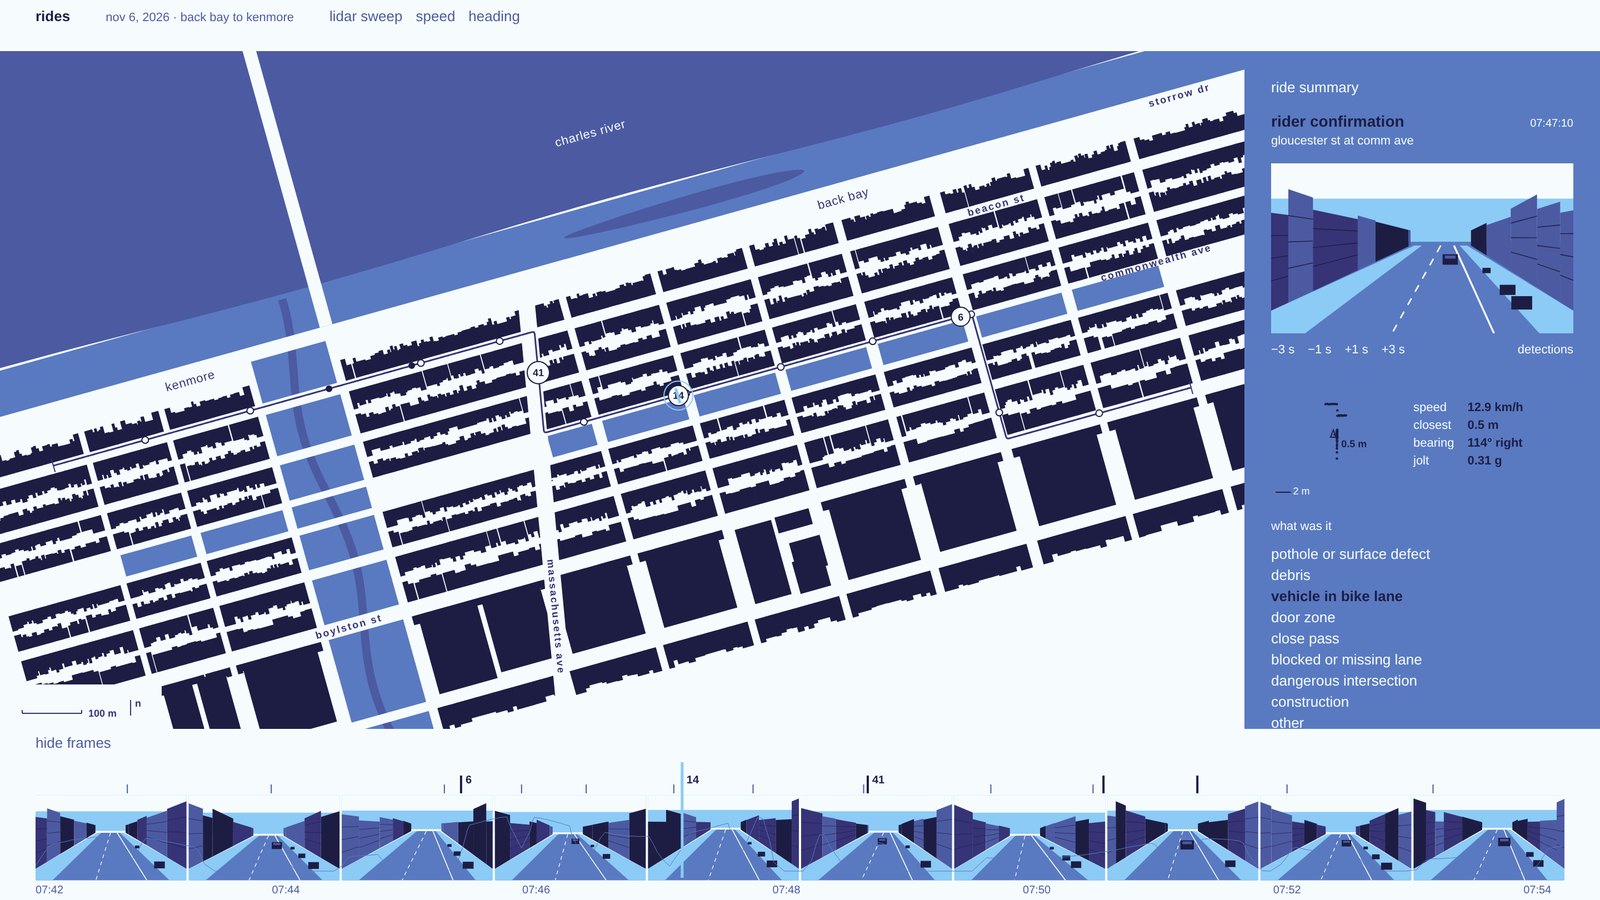 rides
nov 6, 2026 · back bay to kenmore
lidar sweep speed heading
charles river
storrow dr
back bay
beacon st
commonwealth ave
kenmore
6
41
14
massachusetts ave
boylston st
100 m
n
ride summary
rider confirmation 07:47:10
gloucester st at comm ave
−3 s −1 s +1 s +3 s detections
0.5 m
2 m
speed 12.9 km/h
closest 0.5 m
bearing 114° right
jolt 0.31 g
what was it
pothole or surface defect
debris
vehicle in bike lane
door zone
close pass
blocked or missing lane
dangerous intersection
construction
other
hide frames
6 14 41
07:42 07:44 07:46 07:48 07:50 07:52 07:54